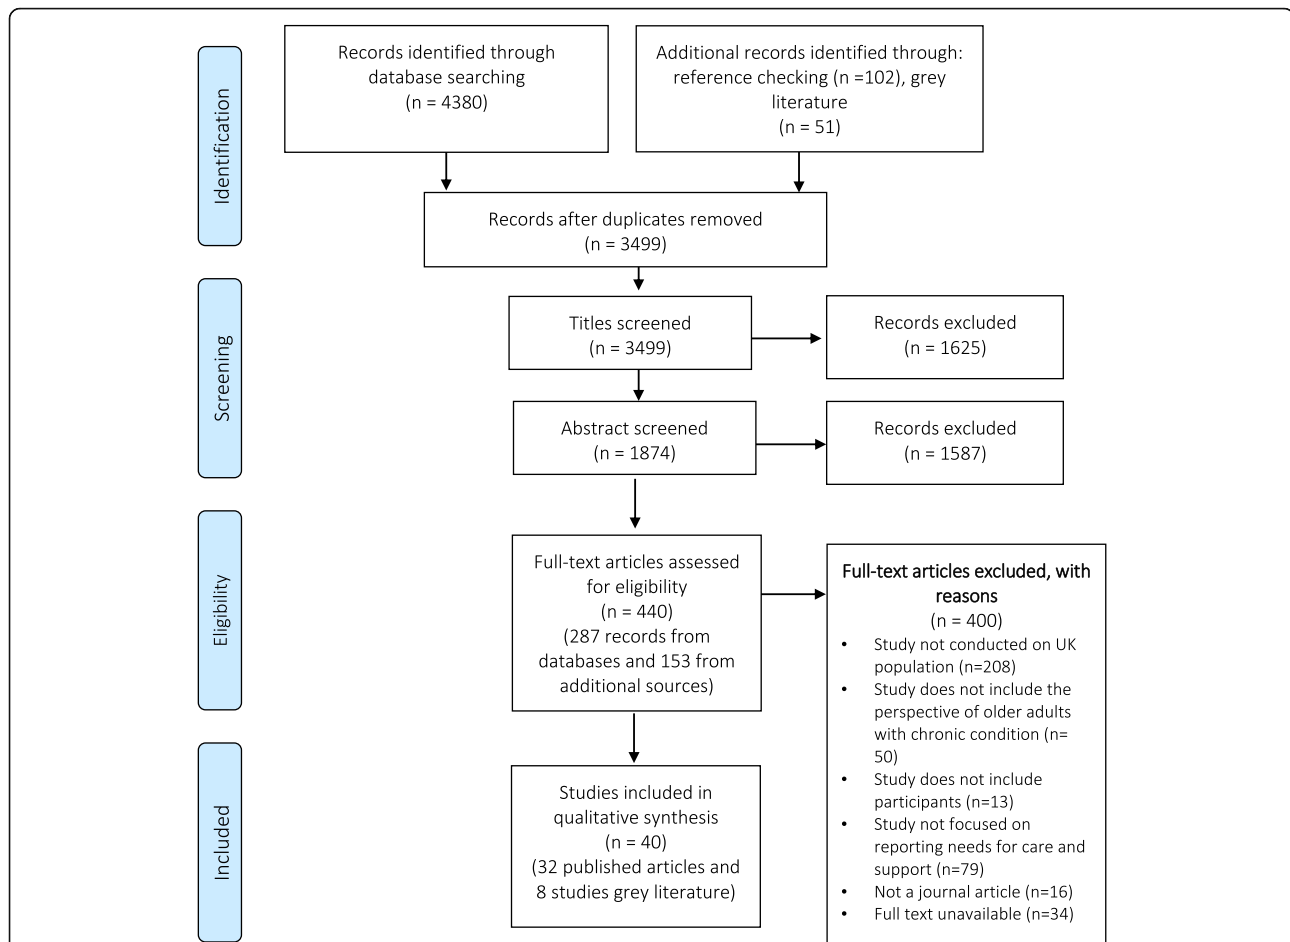 Identification
Records identified through
database searching
(n = 4380)
Additional records identified through:
reference checking (n =102), grey
literature
(n = 51)
Records after duplicates removed
(n = 3499)
Screening
Titles screened
(n = 3499)
Records excluded
(n = 1625)
Abstract screened
(n = 1874)
Records excluded
(n = 1587)
Eligibility
Full-text articles assessed
for eligibility
(n = 440)
(287 records from
databases and 153 from
additional sources)
Full-text articles excluded, with
reasons
(n = 400)
• Study not conducted on UK
population (n=208)
• Study does not include the
perspective of older adults
with chronic condition (n=
50)
• Study does not include
participants (n=13)
• Study not focused on
reporting needs for care and
support (n=79)
• Not a journal article (n=16)
• Full text unavailable (n=34)
Included
Studies included in
qualitative synthesis
(n = 40)
(32 published articles and
8 studies grey literature)